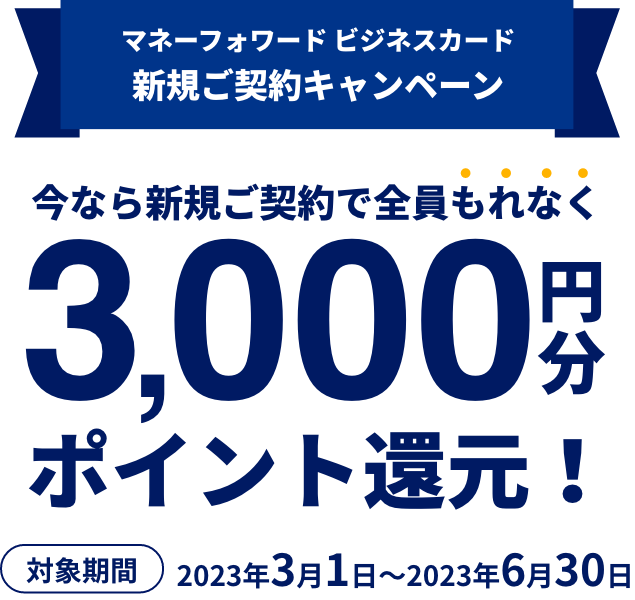 マネーフォワード ビジネスカード
新規ご契約キャンペーン
今なら新規ご契約で全員もれなく
3,000円分
ポイント還元！
対象期間 2023年3月1日〜2023年6月30日